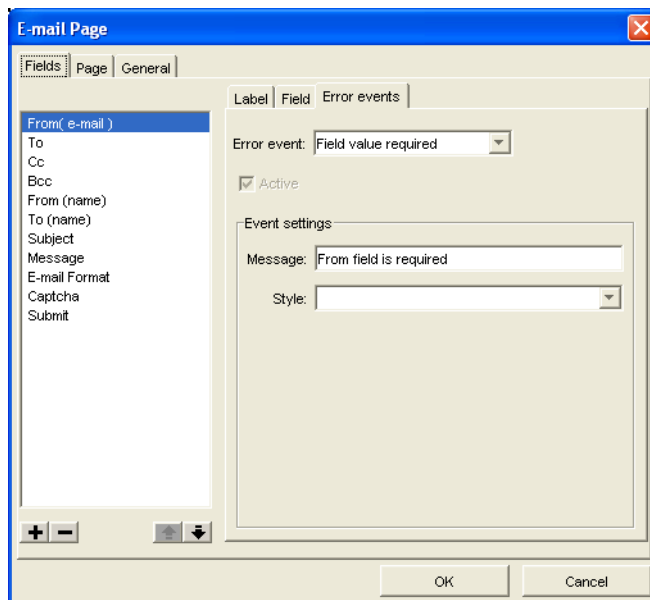 E-mail Page
Fields Page General
Label Field Error events
From( e-mail )
To
Cc
Bcc
From (name)
To (name)
Subject
Message
E-mail Format
Captcha
Submit
Error event: Field value required
Active
Event settings
Message: From field is required
Style:
OK Cancel